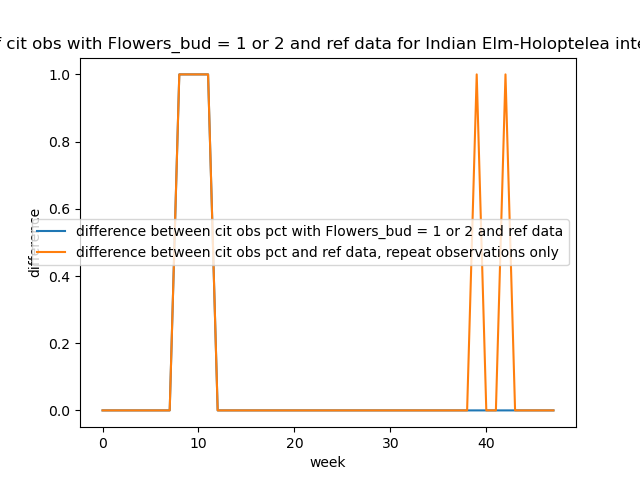 cit obs with Flowers_bud = 1 or 2 and ref data for Indian Elm-Holoptelea
1.0
0.8
0.6
0.4
0.2
0.0
difference
difference between cit obs pct with Flowers_bud = 1 or 2 and ref data
difference between cit obs pct and ref data, repeat observations only
0
10
20
30
40
week